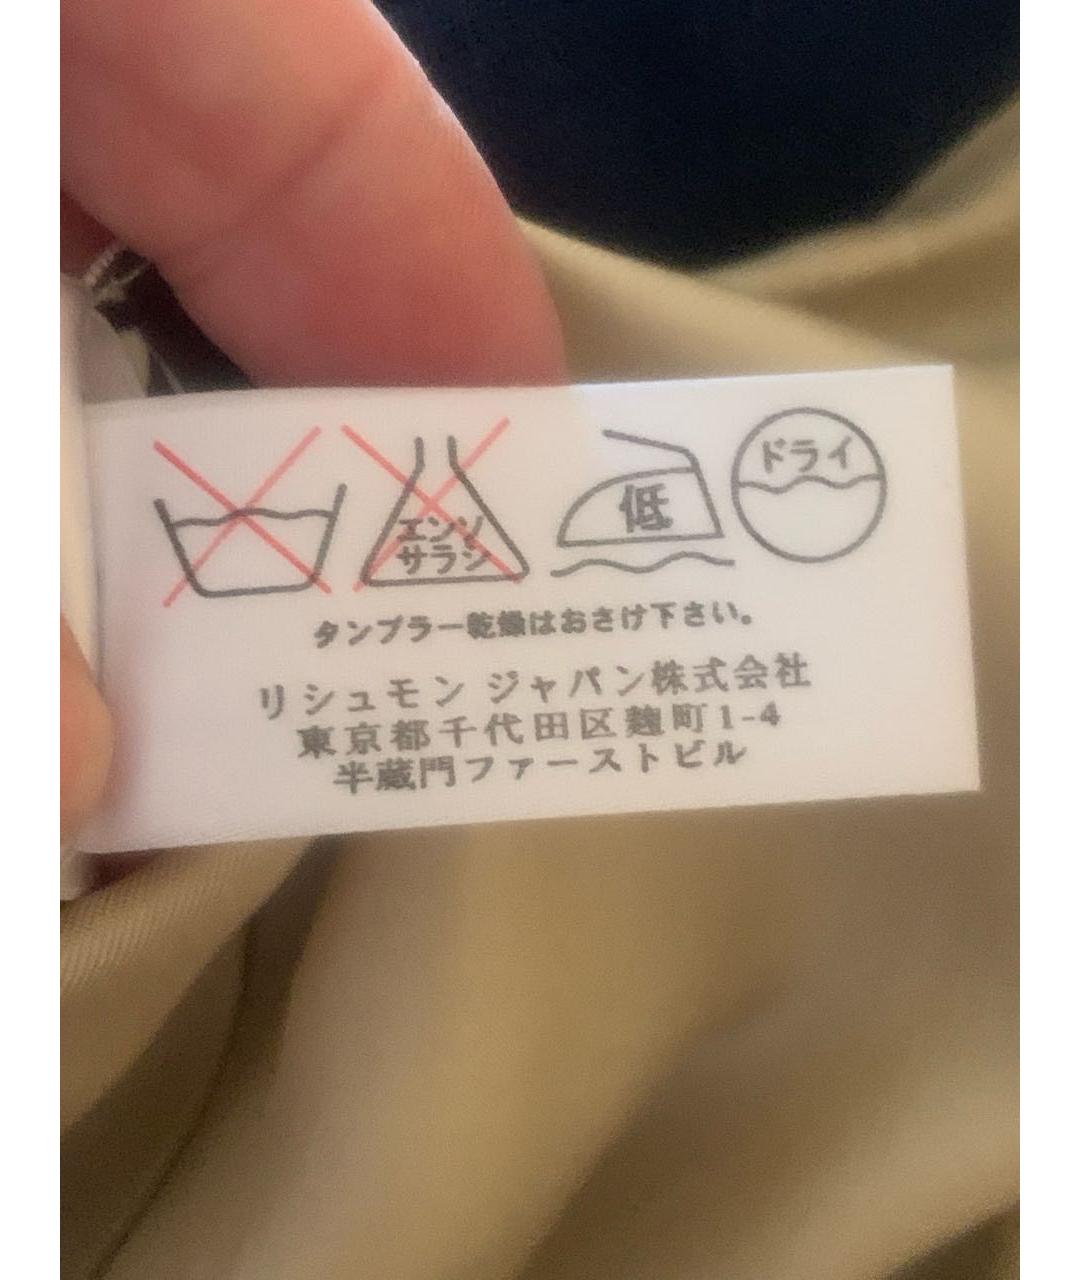 エンソ
サラシ
低
ドライ
タンブラー乾燥はおさけ下さい。
リシュモン ジャパン株式会社
東京都千代田区麹町1-4
半蔵門ファーストビル